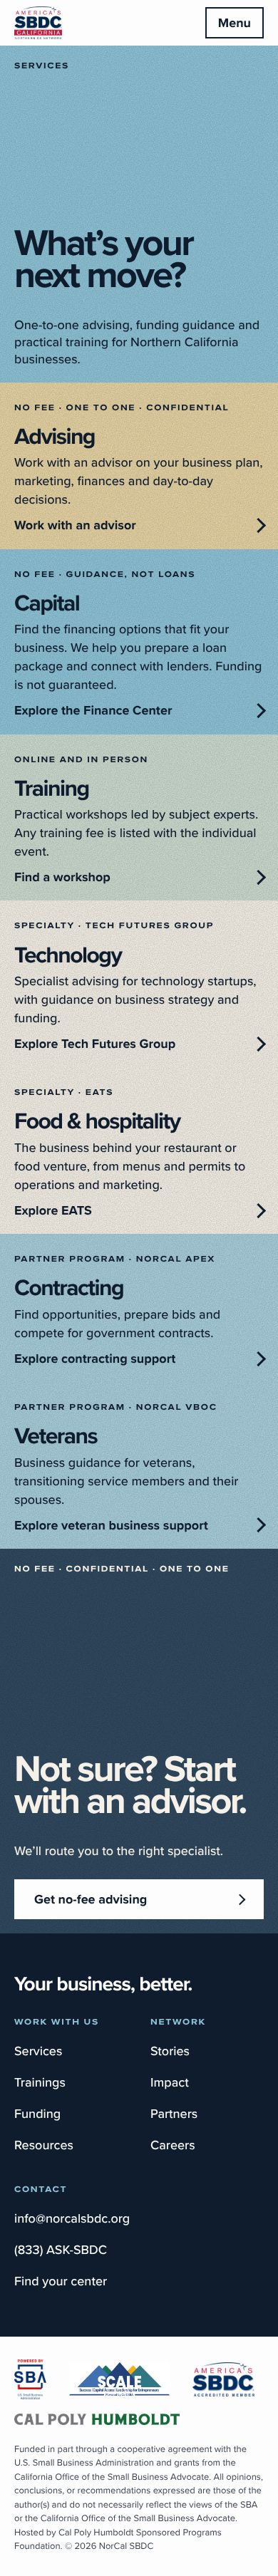 AMERICA'S
SBDC
CALIFORNIA
Menu
SERVICES
What's your
next move?
One-to-one advising, funding guidance and
practical training for Northern California
businesses.
NO FEE · ONE TO ONE · CONFIDENTIAL
Advising
Work with an advisor on your business plan,
marketing, finances and day-to-day
decisions.
Work with an advisor
NO FEE · GUIDANCE, NOT LOANS
Capital
Find the financing options that fit your
business. We help you prepare a loan
package and connect with lenders. Funding
is not guaranteed.
Explore the Finance Center
ONLINE AND IN PERSON
Training
Practical workshops led by subject experts.
Any training fee is listed with the individual
event.
Find a workshop
SPECIALTY · TECH FUTURES GROUP
Technology
Specialist advising for technology startups,
with guidance on business strategy and
funding.
Explore Tech Futures Group
SPECIALTY · EATS
Food & hospitality
The business behind your restaurant or
food venture, from menus and permits to
operations and marketing.
Explore EATS
PARTNER PROGRAM · NORCAL APEX
Contracting
Find opportunities, prepare bids and
compete for government contracts.
Explore contracting support
PARTNER PROGRAM · NORCAL VBOC
Veterans
Business guidance for veterans,
transitioning service members and their
spouses.
Explore veteran business support
NO FEE · CONFIDENTIAL · ONE TO ONE
Not sure? Start
with an advisor.
We'll route you to the right specialist.
Get no-fee advising
Your business, better.
WORK WITH US
Services
Trainings
Funding
Resources
NETWORK
Stories
Impact
Partners
Careers
CONTACT
info@norcalsbdc.org
(833) ASK-SBDC
Find your center
POWERED BY
SBA
SCALE
AMERICA'S
SBDC
ACCREDITED MEMBER
CAL POLY HUMBOLDT
Funded in part through a cooperative agreement with the
U.S. Small Business Administration and grants from the
California Office of the Small Business Advocate. All opinions,
conclusions, or recommendations expressed are those of the
author(s) and do not necessarily reflect the views of the SBA
or the California Office of the Small Business Advocate.
Hosted by Cal Poly Humboldt Sponsored Programs
Foundation. © 2026 NorCal SBDC